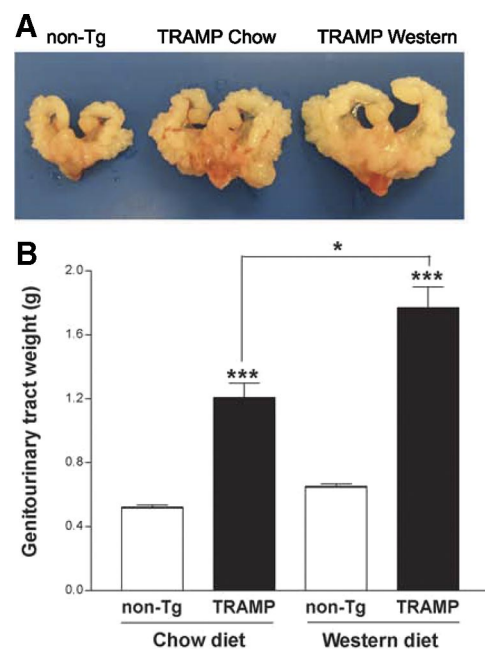 A
non-Tg TRAMP Chow TRAMP Western
B
Genitourinary tract weight (g)
2.0
1.6
1.2
0.8
0.4
0.0
*
***
***
non-Tg TRAMP non-Tg TRAMP
Chow diet Western diet